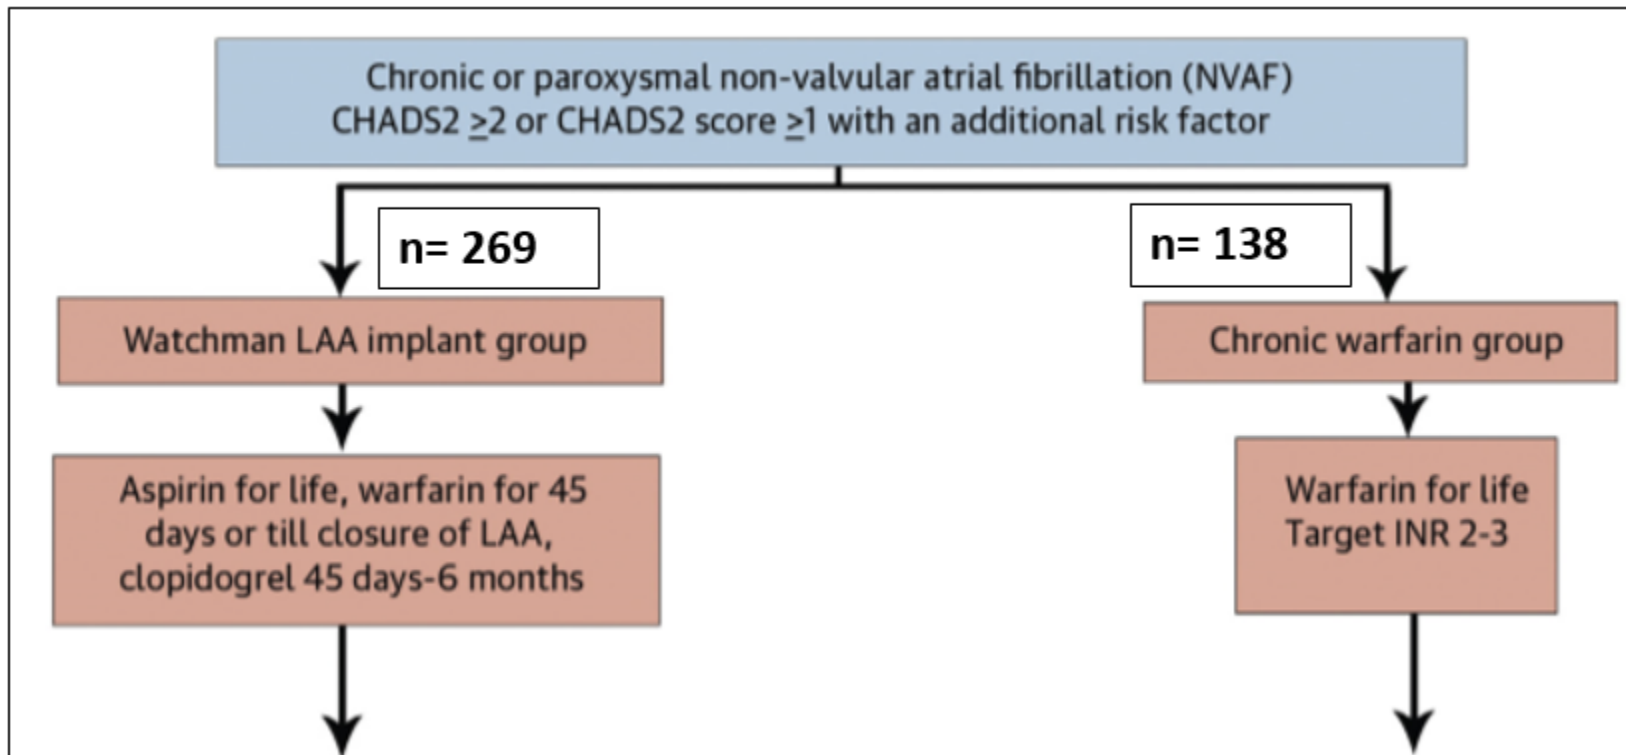 Chronic or paroxysmal non-valvular atrial fibrillation (NVAF)
CHADS2 ≥2 or CHADS2 score ≥1 with an additional risk factor
n= 269
n= 138
Watchman LAA implant group
Chronic warfarin group
Aspirin for life, warfarin for 45
days or till closure of LAA,
clopidogrel 45 days-6 months
Warfarin for life
Target INR 2-3